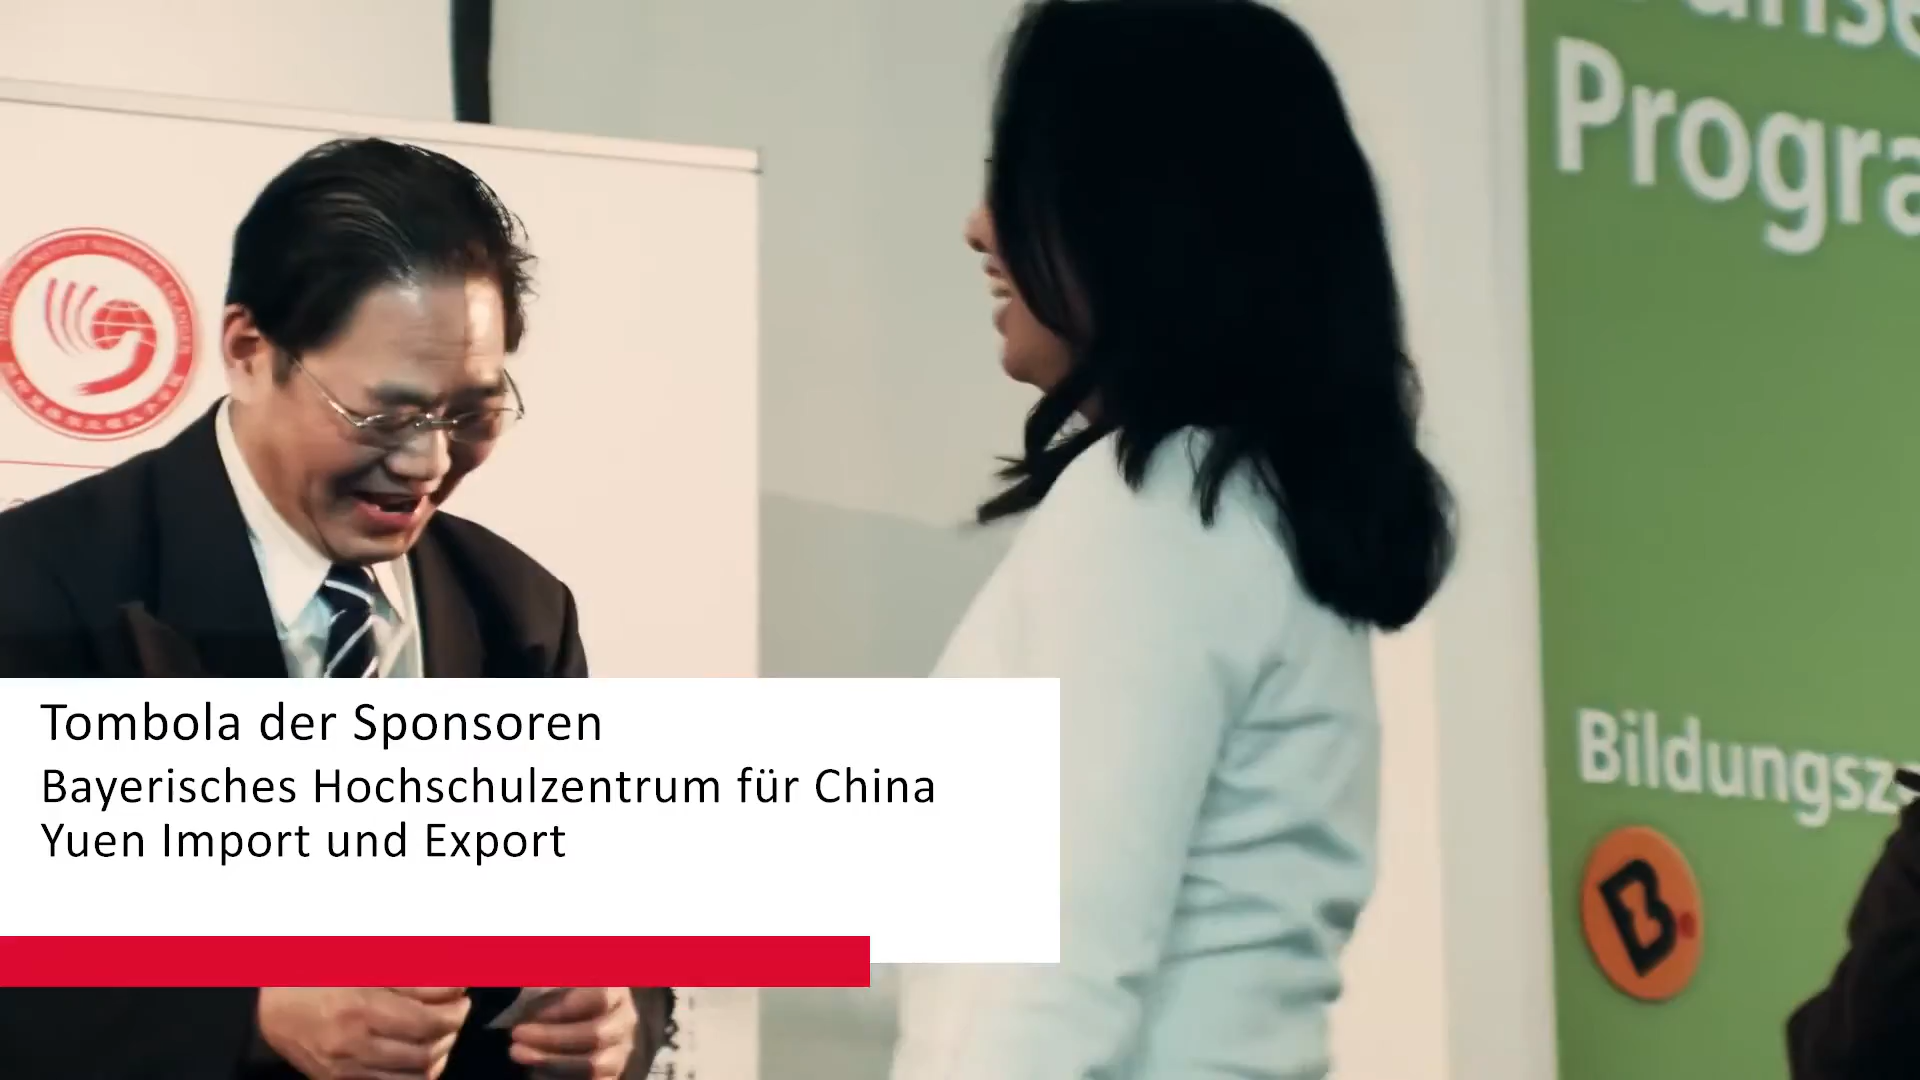 Progra
Bildungsz
B.
Tombola der Sponsoren
Bayerisches Hochschulzentrum für China
Yuen Import und Export